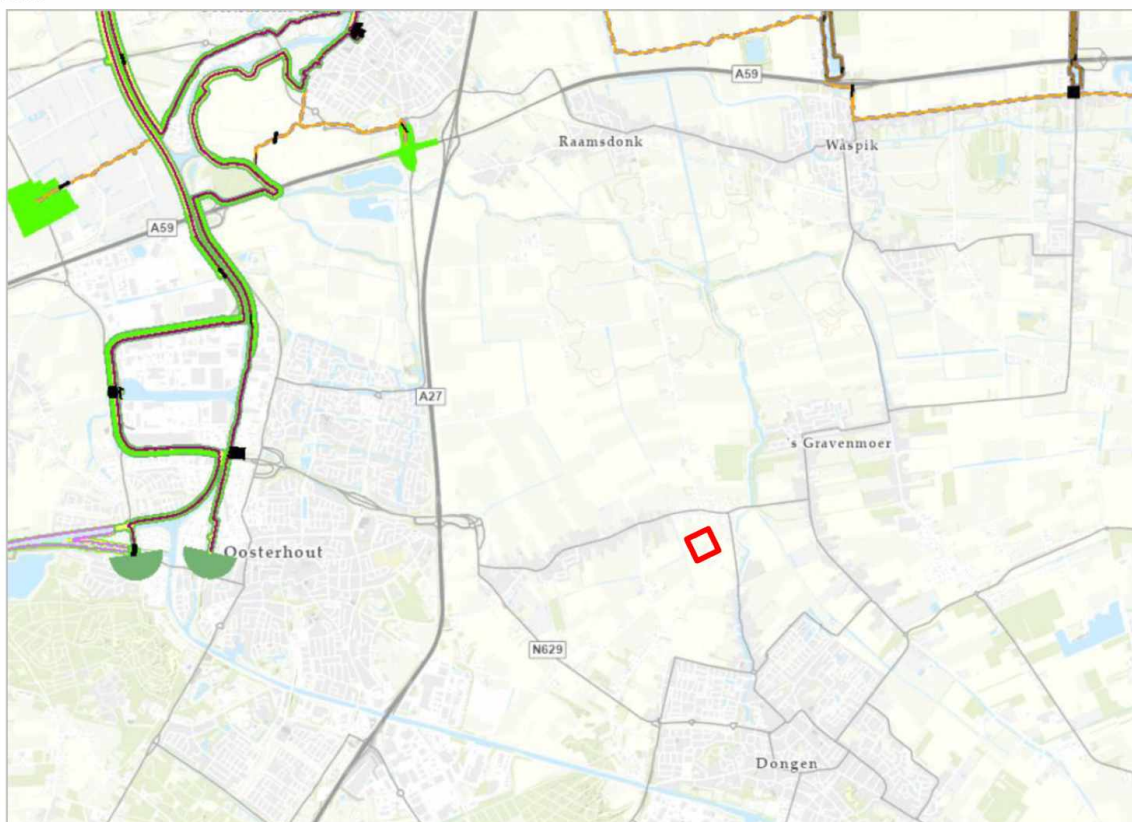 A59
Raamsdonk
Waspik
A59
A27
's Gravenmoer
Oosterhout
N629
Dongen